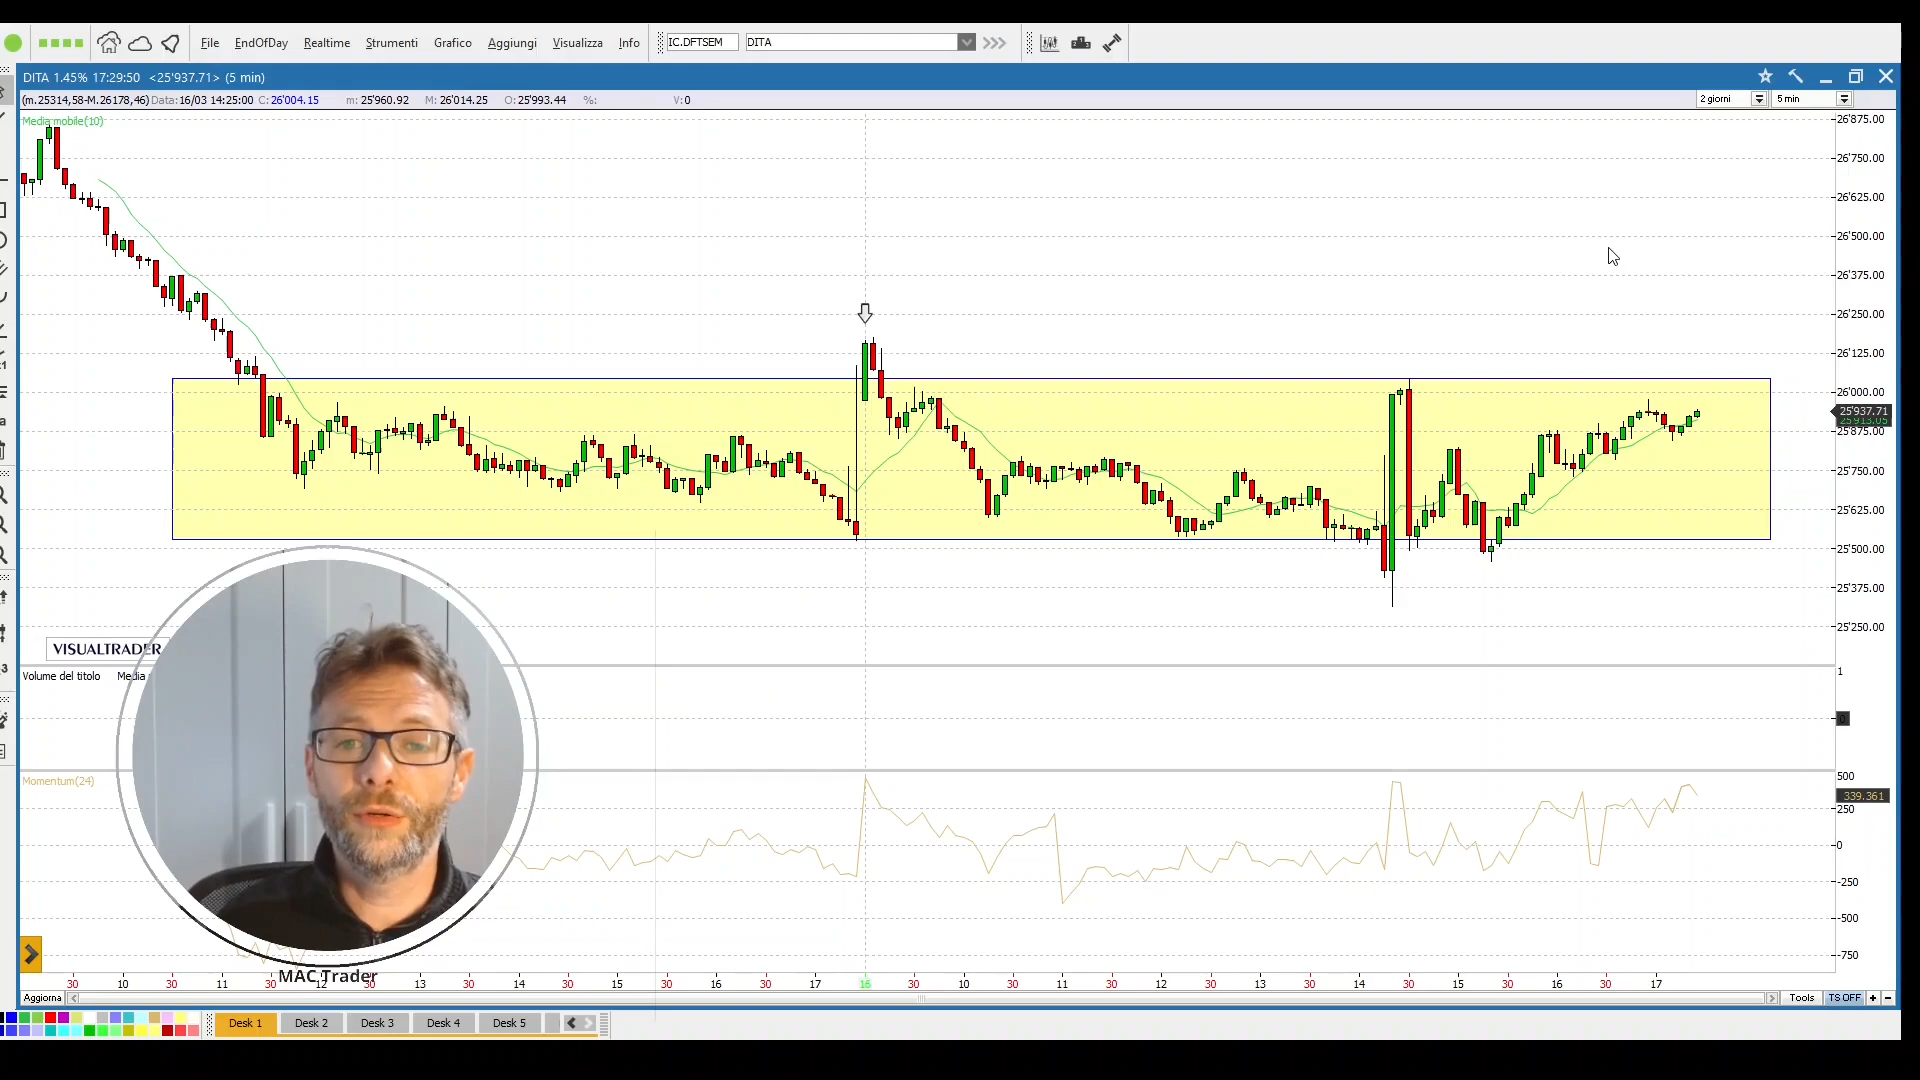 File EndOfDay Realtime Strumenti Grafico Aggiungi Visualizza Info IC.DFTSEM DITA
DITA 1.45% 17:29:50 <25'937.71> (5 min)
(m.25314,58-M.26178,46) Data:16/03 14:25:00 C:26'004.15 m:25'960.92 M:26'014.25 O:25'993.44 %: V:0 2 giorni 5 min
Media mobile(10)
26'875.00
26'750.00
26'625.00
26'500.00
26'375.00
26'250.00
26'125.00
26'000.00
25'937.71
25'913.05
25'875.00
25'750.00
25'625.00
25'500.00
25'375.00
25'250.00
VISUALTRADER
Volume del titolo Media
1
0
Momentum(24)
500
339.361
250
0
-250
-500
-750
MAC Trader
30 10 30 11 30 12 30 13 30 14 30 15 30 16 30 17 16 30 10 30 11 30 12 30 13 30 14 30 15 30 16 30 17
Aggiorna Tools TS OFF + -
Desk 1 Desk 2 Desk 3 Desk 4 Desk 5